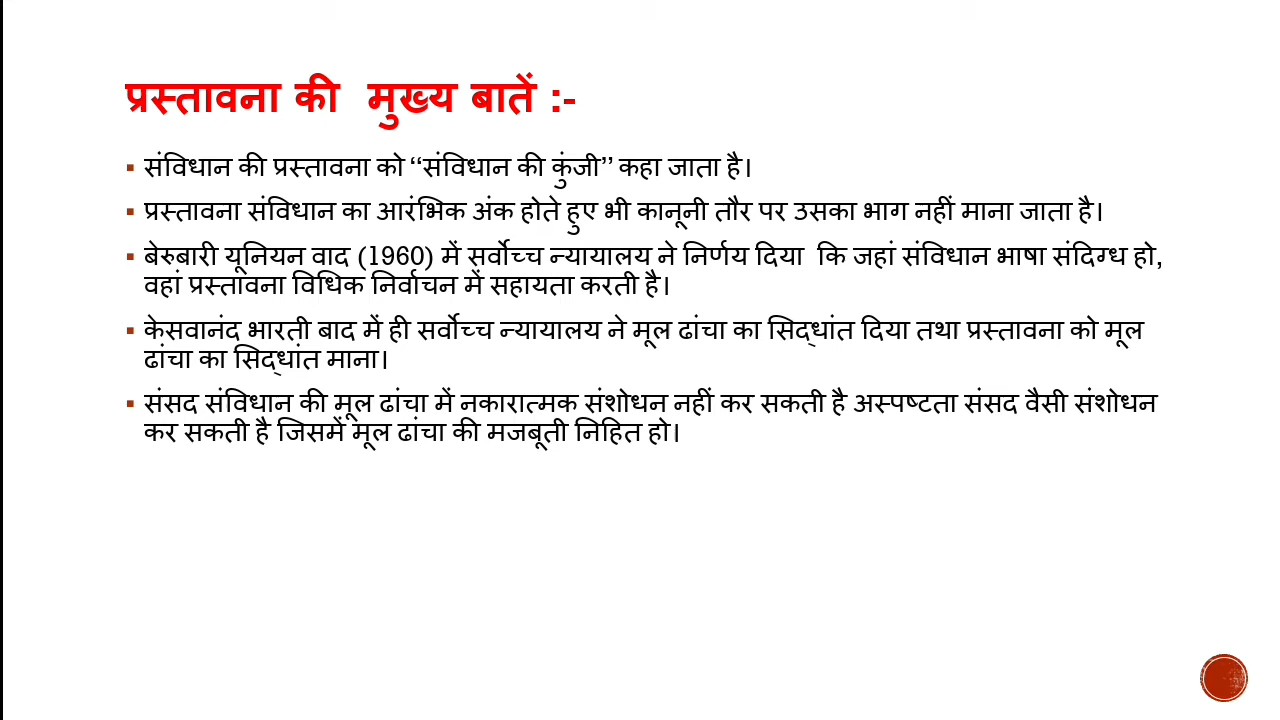 प्रस्तावना की मुख्य बातें :-
▪ संविधान की प्रस्तावना को ‘‘संविधान की कुंजी’’ कहा जाता है।
▪ प्रस्तावना संविधान का आरंभिक अंक होते हुए भी कानूनी तौर पर उसका भाग नहीं माना जाता है।
▪ बेरुबारी यूनियन वाद (1960) में सर्वोच्च न्यायालय ने निर्णय दिया कि जहां संविधान भाषा संदिग्ध हो,
वहां प्रस्तावना विधिक निर्वाचन में सहायता करती है।
▪ केसवानंद भारती बाद में ही सर्वोच्च न्यायालय ने मूल ढांचा का सिद्धांत दिया तथा प्रस्तावना को मूल
ढांचा का सिद्धांत माना।
▪ संसद संविधान की मूल ढांचा में नकारात्मक संशोधन नहीं कर सकती है अस्पष्टता संसद वैसी संशोधन
कर सकती है जिसमें मूल ढांचा की मजबूती निहित हो।